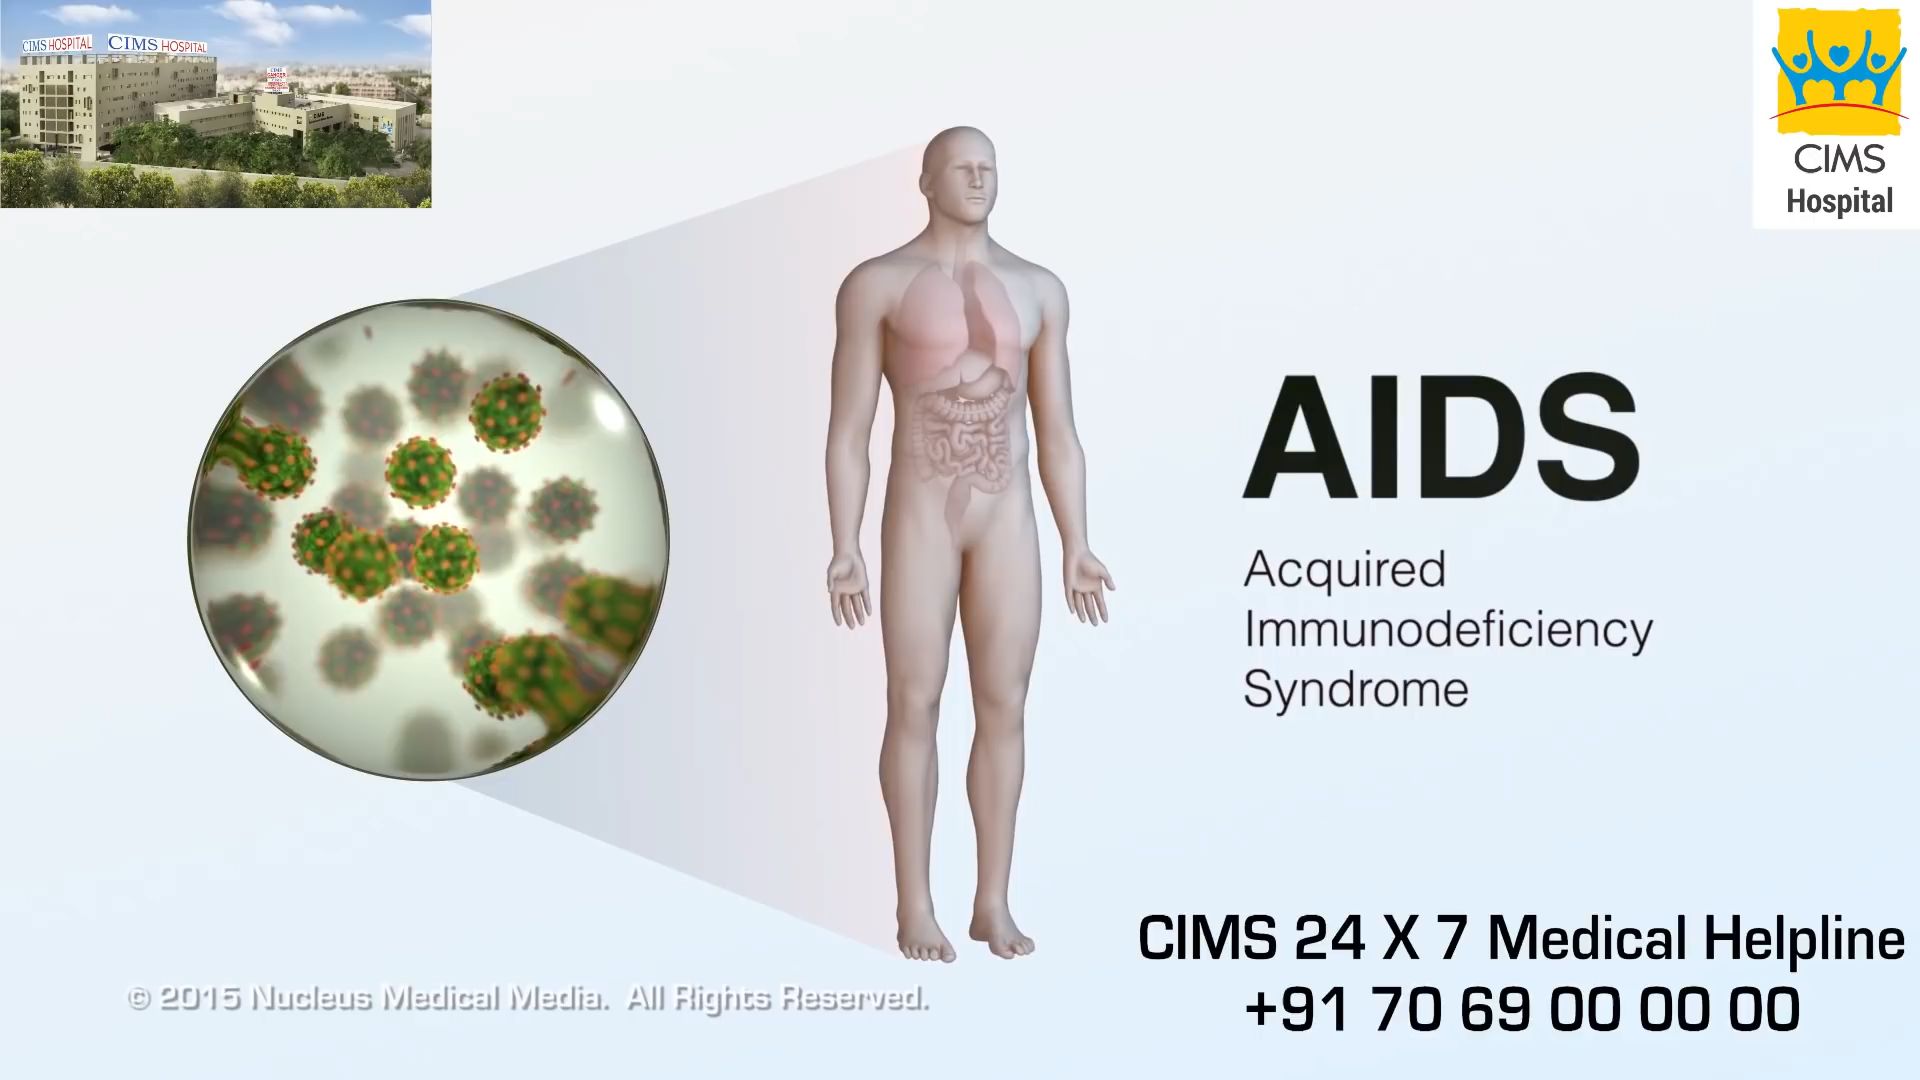 CIMS HOSPITAL CIMS HOSPITAL
CIMS
Hospital
AIDS
Acquired
Immunodeficiency
Syndrome
CIMS 24 X 7 Medical Helpline
+91 70 69 00 00 00
© 2015 Nucleus Medical Media. All Rights Reserved.